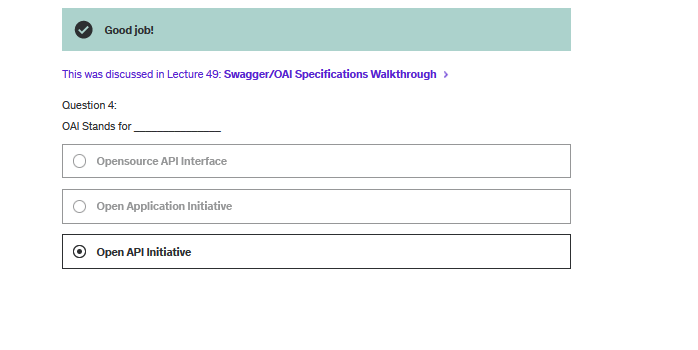 Good job!
This was discussed in Lecture 49: Swagger/OAI Specifications Walkthrough >
Question 4:
OAI Stands for ________________
Opensource API Interface
Open Application Initiative
Open API Initiative